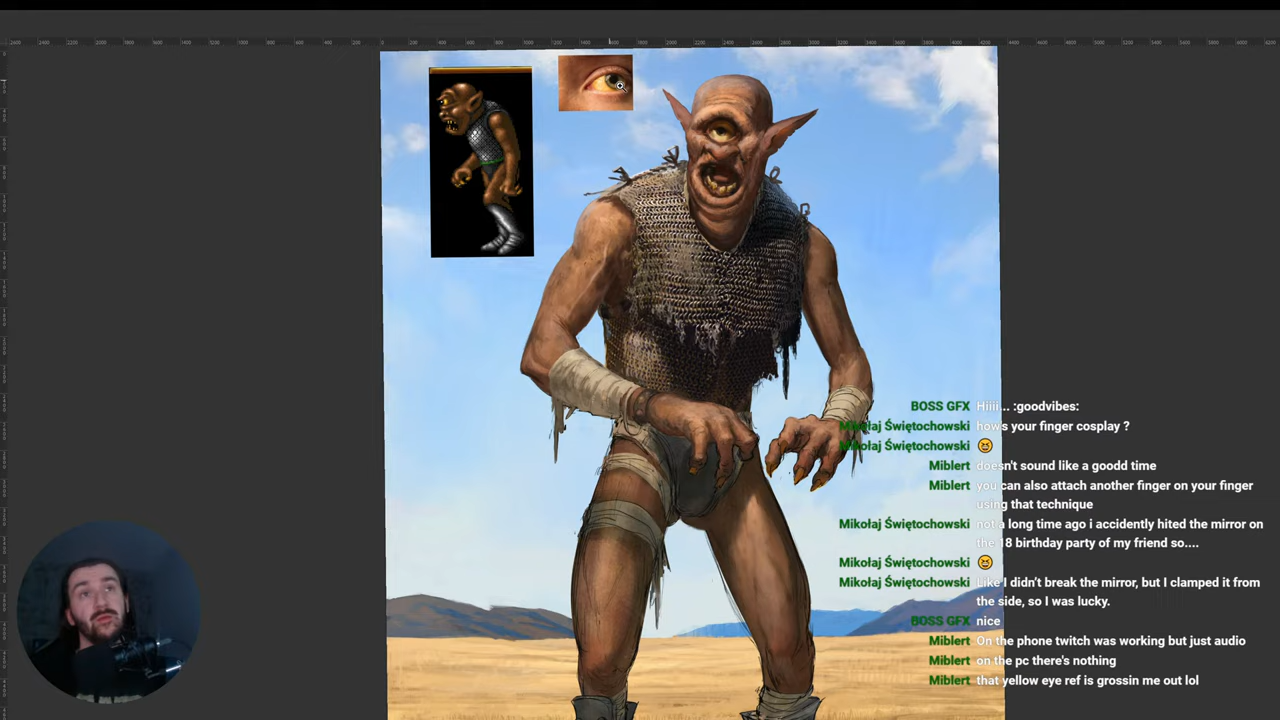 BOSS GFX Hiiii... :goodvibes:
Mikołaj Świętochowski how's your finger cosplay ?
Mikołaj Świętochowski 😆
Miblert doesn't sound like a goodd time
Miblert you can also attach another finger on your finger
using that technique
Mikołaj Świętochowski not a long time ago i accidently hited the mirror on
the 18 birthday party of my friend so....
Mikołaj Świętochowski 😆
Mikołaj Świętochowski Like I didn't break the mirror, but I clamped it from
the side, so I was lucky.
BOSS GFX nice
Miblert On the phone twitch was working but just audio
Miblert on the pc there's nothing
Miblert that yellow eye ref is grossin me out lol